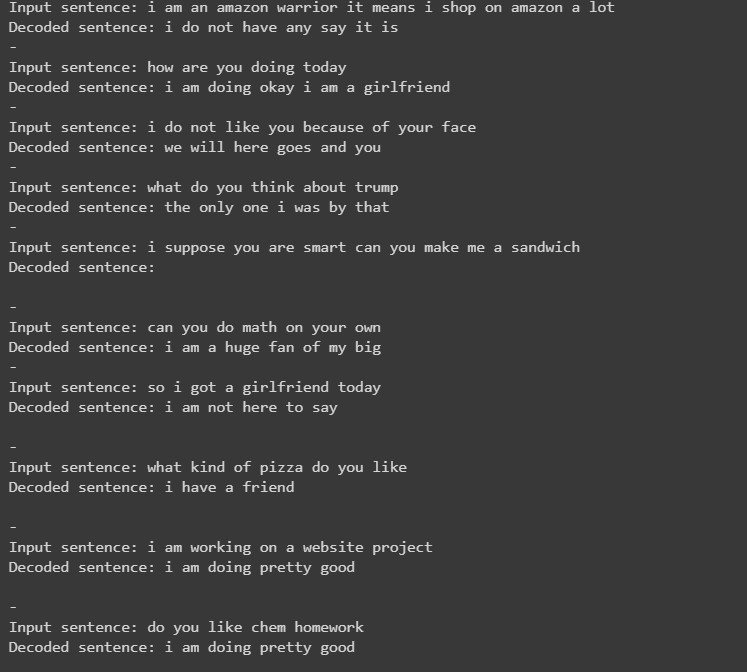 Input sentence: i am an amazon warrior it means i shop on amazon a lot
Decoded sentence: i do not have any say it is
-
Input sentence: how are you doing today
Decoded sentence: i am doing okay i am a girlfriend
-
Input sentence: i do not like you because of your face
Decoded sentence: we will here goes and you
-
Input sentence: what do you think about trump
Decoded sentence: the only one i was by that
-
Input sentence: i suppose you are smart can you make me a sandwich
Decoded sentence:
-
Input sentence: can you do math on your own
Decoded sentence: i am a huge fan of my big
-
Input sentence: so i got a girlfriend today
Decoded sentence: i am not here to say
-
Input sentence: what kind of pizza do you like
Decoded sentence: i have a friend
-
Input sentence: i am working on a website project
Decoded sentence: i am doing pretty good
-
Input sentence: do you like chem homework
Decoded sentence: i am doing pretty good